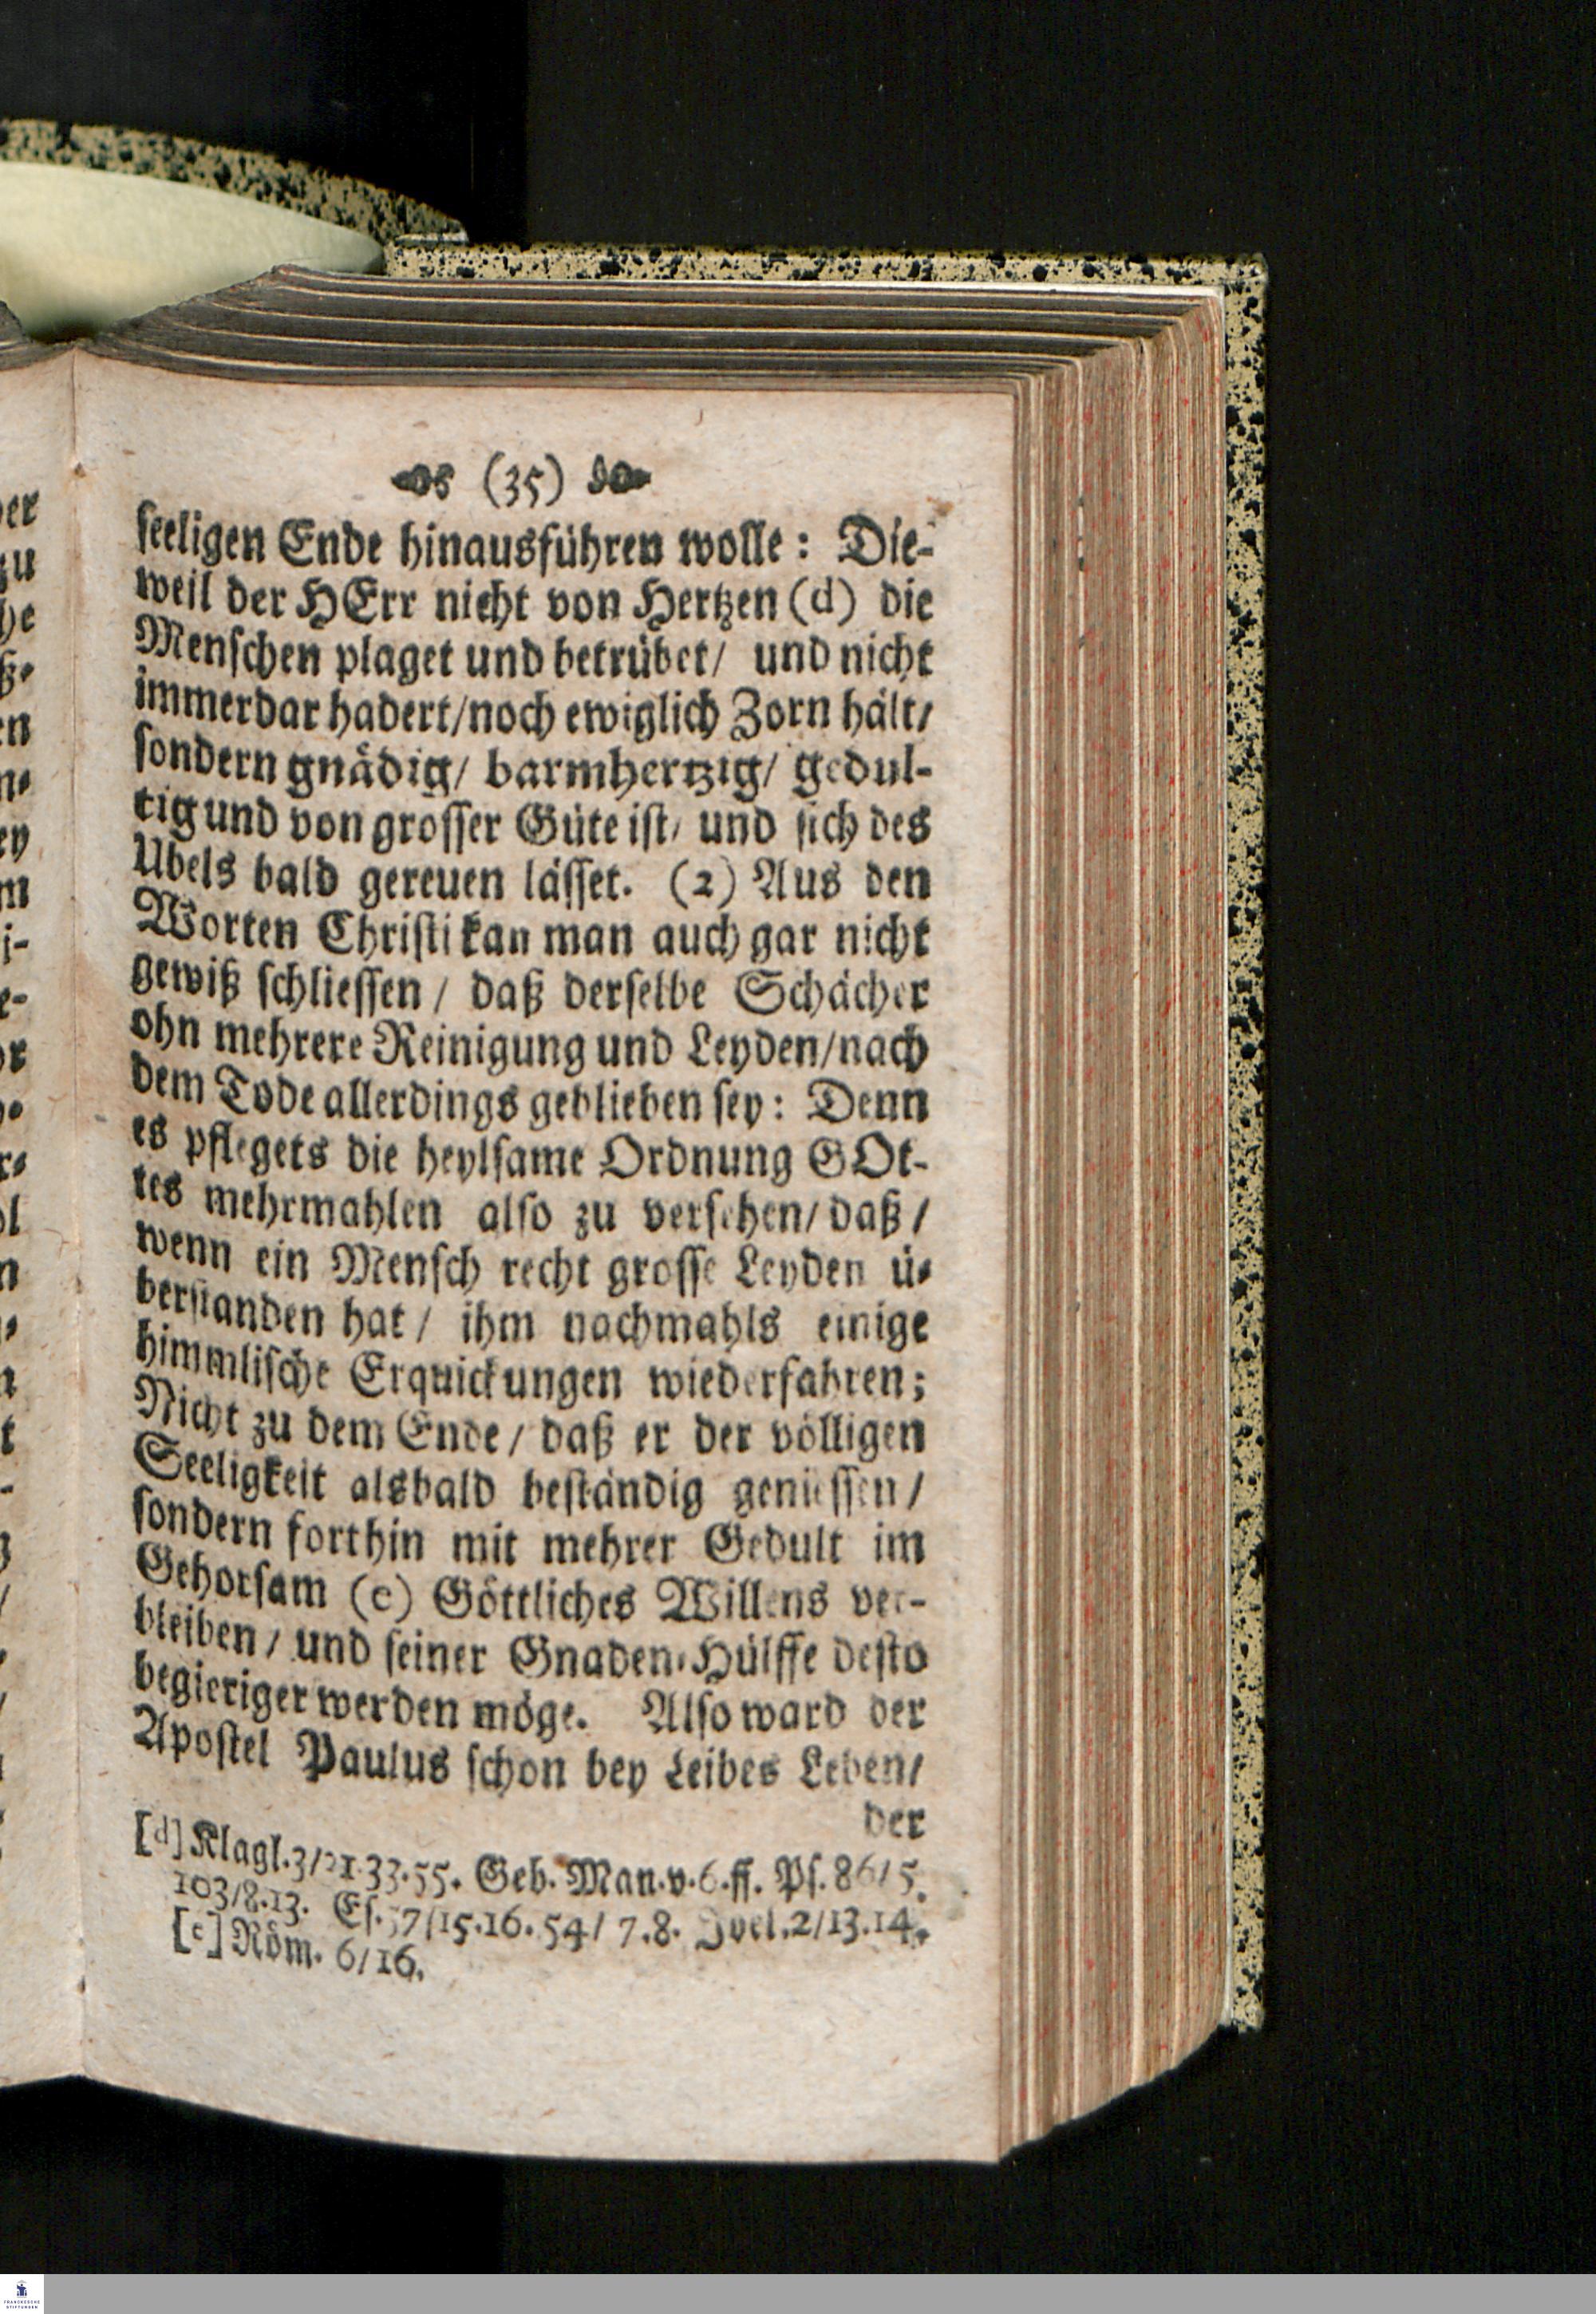 (35)
seeligen Ende hinausführen wolle: Die-
weil der HErr nicht von Hertzen (d) die
Menschen plaget und betrübet/ und nicht
immerdar hadert/noch ewiglich Zorn hält/
sondern gnädig/ barmhertzig/ gedul-
tig und von grosser Güte ist/ und sich des
Ubels bald gereuen lässet. (2) Aus den
Worten Christi kan man auch gar nicht
gewiß schliessen / daß derselbe Schächer
ohn mehrere Reinigung und Leyden/nach
dem Tode allerdings geblieben sey: Denn
es pflegets die heylsame Ordnung GOt-
tes mehrmahlen also zu versehen/ daß /
wenn ein Mensch recht grosse Leyden ü-
berstanden hat / ihm nachmahls einige
himmlische Erquickungen wiederfahren;
Nicht zu dem Ende / daß er der völligen
Seeligkeit alsbald beständig geniessen /
sondern forthin mit mehrer Gedult im
Gehorsam (e) Göttliches Willens ver-
bleiben / und seiner Gnaden-Hülffe desto
begieriger werden möge. Also ward der
Apostel Paulus schon bey Leibes Leben/
der
[d] Klagl.3/21.33.55. Geb. Man.v.6.ff. Ps. 86/5.
103/8.13. Es.57/15.16. 54/ 7.8. Joel.2/13.14.
[e] Röm. 6/16.
FRANCKESCHE
STIFTUNGEN